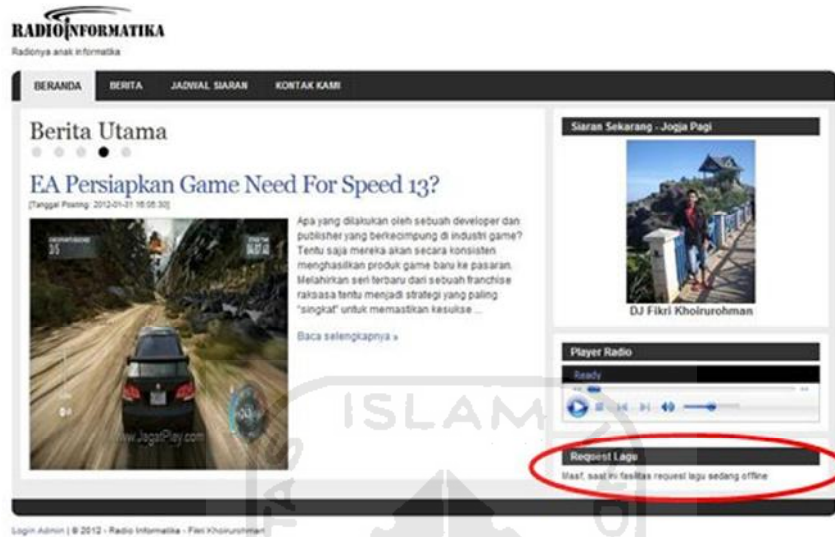 RADIOINFORMATIKA
Radionya anak informatika
BERANDA BERITA JADWAL SIARAN KONTAK KAMI
Berita Utama
EA Persiapkan Game Need For Speed 13?
[Tanggal Posting: 2012-01-31 16:05:30]
Apa yang dilakukan oleh sebuah developer dan
publisher yang berkecimpung di industri game?
Tentu saja mereka akan secara konsisten
menghasilkan produk game baru ke pasaran.
Melahirkan seri terbaru dari sebuah franchise
raksasa tentu menjadi strategi yang paling
"singkat" untuk memastikan kesukse ...
Baca selengkapnya »
www.JagatPlay.com
Siaran Sekarang - Jogja Pagi
DJ Fikri Khoirurohman
Player Radio
Ready
Request Lagu
Maaf, saat ini fasilitas request lagu sedang offline
ISLAM
TAS
Login Admin | © 2012 - Radio Informatika - Fikri Khoirurohman